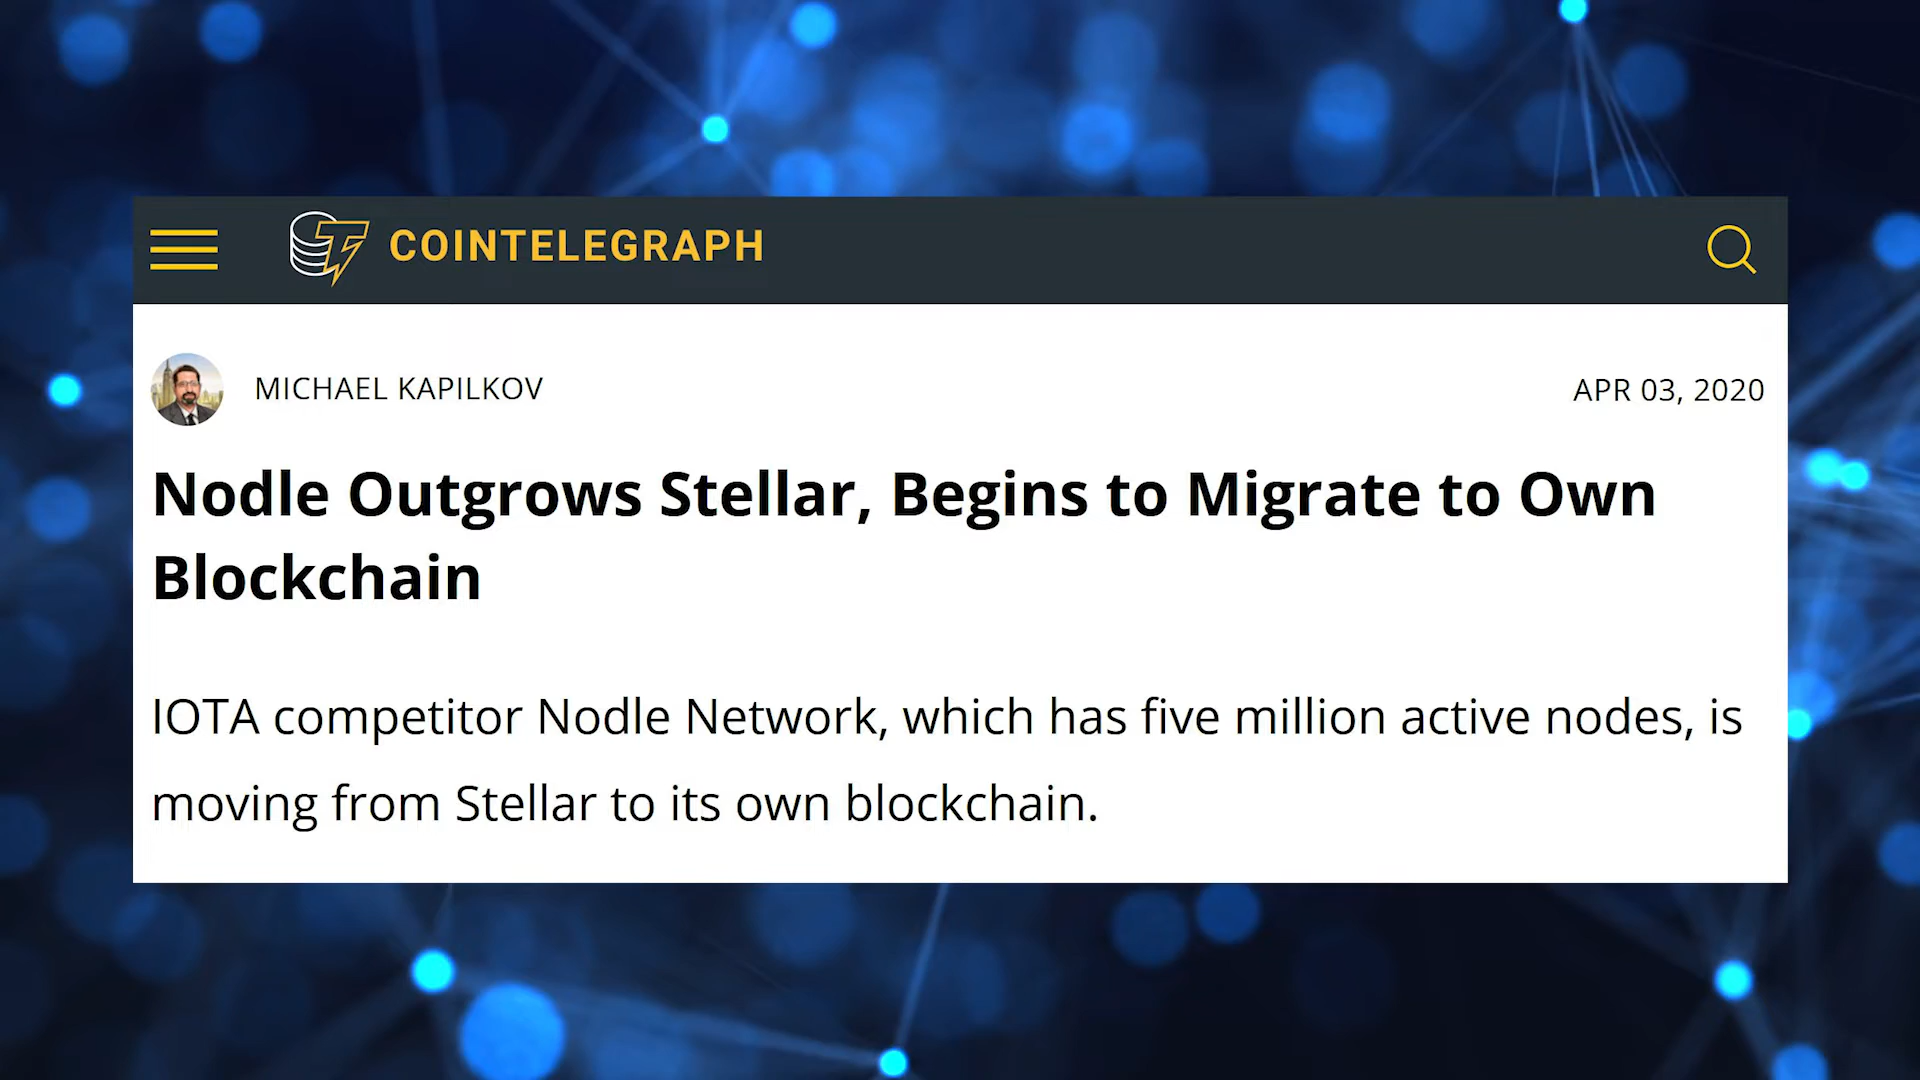 COINTELEGRAPH
MICHAEL KAPILKOV
APR 03, 2020
Nodle Outgrows Stellar, Begins to Migrate to Own
Blockchain
IOTA competitor Nodle Network, which has five million active nodes, is
moving from Stellar to its own blockchain.